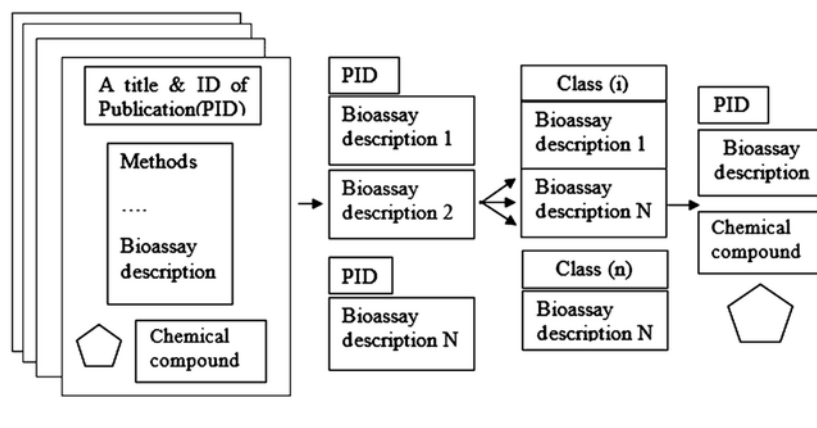 A title & ID of
Publication(PID)
Methods
....
Bioassay
description
Chemical
compound
PID
Bioassay
description 1
Bioassay
description 2
PID
Bioassay
description N
Class (i)
Bioassay
description 1
Bioassay
description N
Class (n)
Bioassay
description N
PID
Bioassay
description
Chemical
compound